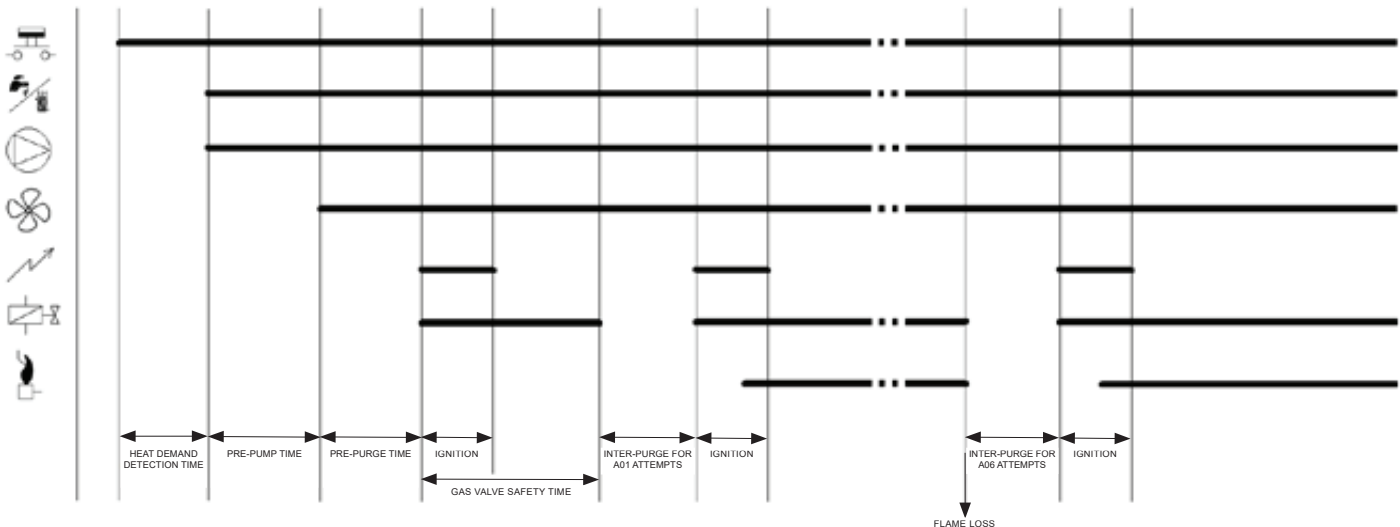 HEAT DEMAND
DETECTION TIME
PRE-PUMP TIME
PRE-PURGE TIME
IGNITION
INTER-PURGE FOR
A01 ATTEMPTS
IGNITION
INTER-PURGE FOR
A06 ATTEMPTS
IGNITION
GAS VALVE SAFETY TIME
FLAME LOSS